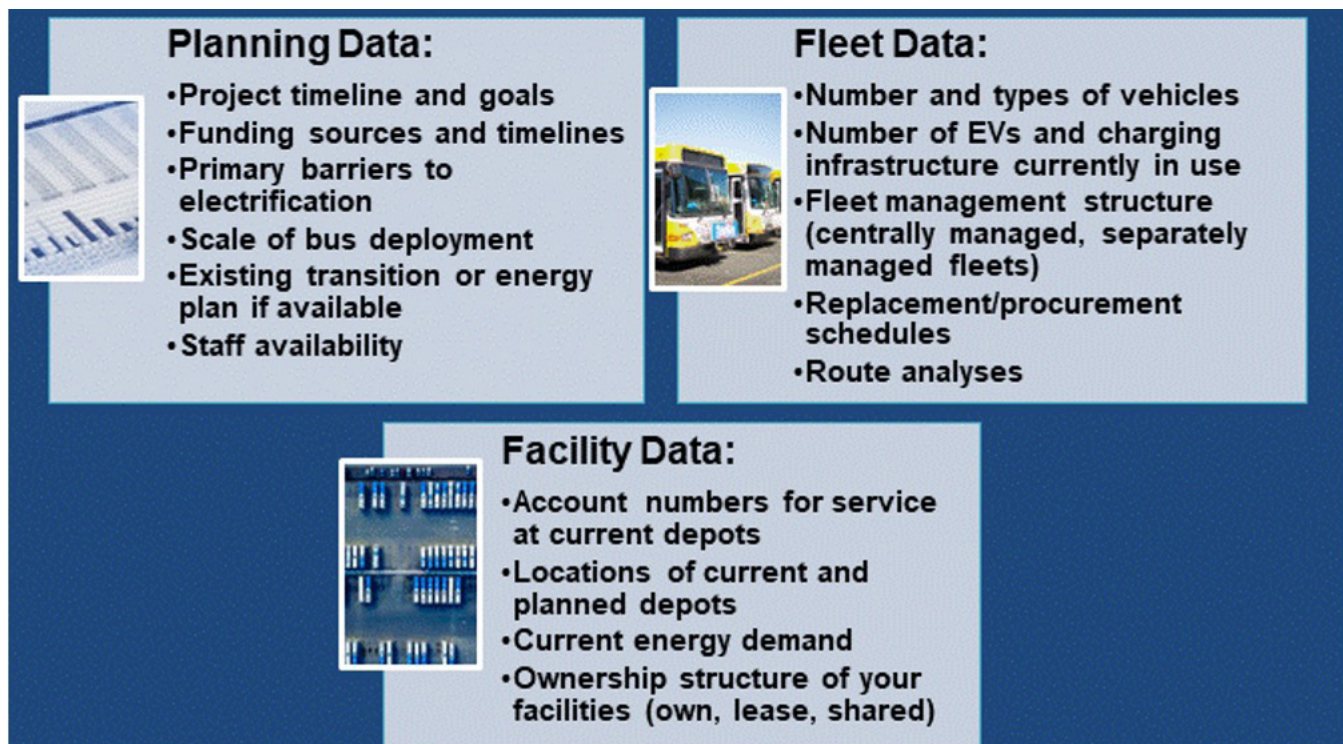 Planning Data:
•Project timeline and goals
•Funding sources and timelines
•Primary barriers to
electrification
•Scale of bus deployment
•Existing transition or energy
plan if available
•Staff availability
Fleet Data:
•Number and types of vehicles
•Number of EVs and charging
infrastructure currently in use
•Fleet management structure
(centrally managed, separately
managed fleets)
•Replacement/procurement
schedules
•Route analyses
Facility Data:
•Account numbers for service
at current depots
•Locations of current and
planned depots
•Current energy demand
•Ownership structure of your
facilities (own, lease, shared)